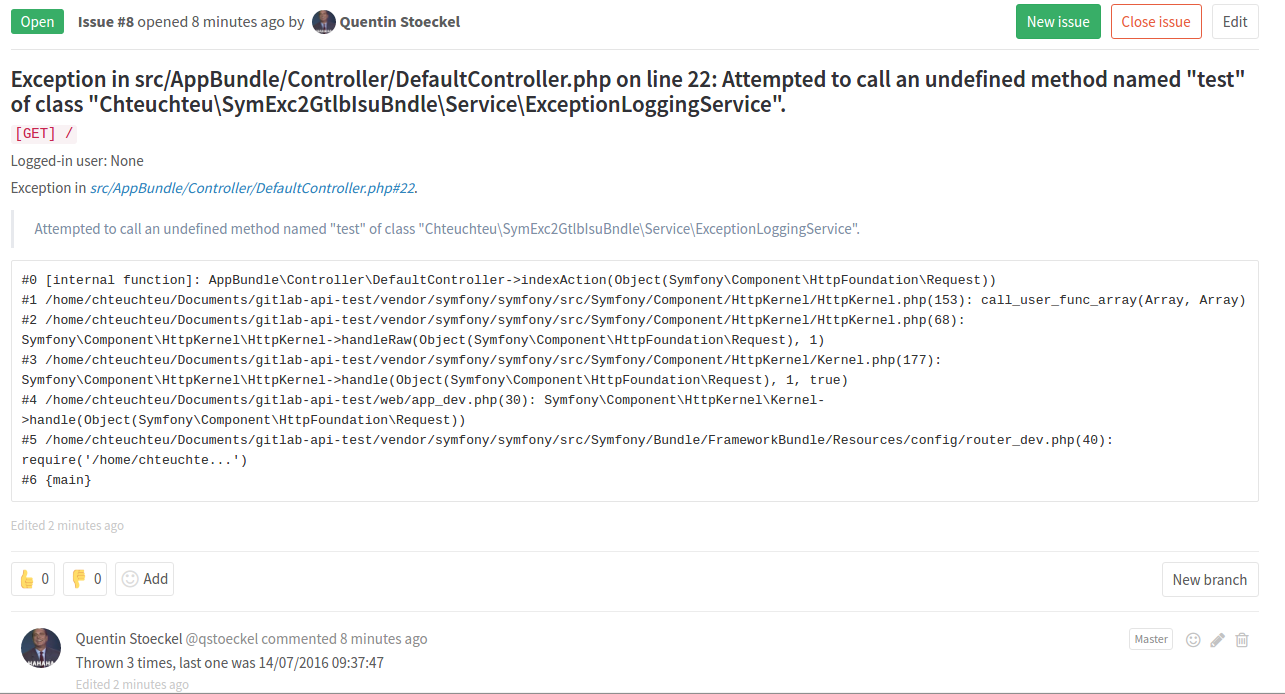 Open Issue #8 opened 8 minutes ago by Quentin Stoeckel New issue Close issue Edit
Exception in src/AppBundle/Controller/DefaultController.php on line 22: Attempted to call an undefined method named "test"
of class "Chteuchteu\SymExc2GtlbIsuBndle\Service\ExceptionLoggingService".
[GET] /
Logged-in user: None
Exception in src/AppBundle/Controller/DefaultController.php#22.
Attempted to call an undefined method named "test" of class "Chteuchteu\SymExc2GtlbIsuBndle\Service\ExceptionLoggingService".
#0 [internal function]: AppBundle\Controller\DefaultController->indexAction(Object(Symfony\Component\HttpFoundation\Request))
#1 /home/chteuchteu/Documents/gitlab-api-test/vendor/symfony/symfony/src/Symfony/Component/HttpKernel/HttpKernel.php(153): call_user_func_array(Array, Array)
#2 /home/chteuchteu/Documents/gitlab-api-test/vendor/symfony/symfony/src/Symfony/Component/HttpKernel/HttpKernel.php(68):
Symfony\Component\HttpKernel\HttpKernel->handleRaw(Object(Symfony\Component\HttpFoundation\Request), 1)
#3 /home/chteuchteu/Documents/gitlab-api-test/vendor/symfony/symfony/src/Symfony/Component/HttpKernel/Kernel.php(177):
Symfony\Component\HttpKernel\HttpKernel->handle(Object(Symfony\Component\HttpFoundation\Request), 1, true)
#4 /home/chteuchteu/Documents/gitlab-api-test/web/app_dev.php(30): Symfony\Component\HttpKernel\Kernel-
>handle(Object(Symfony\Component\HttpFoundation\Request))
#5 /home/chteuchteu/Documents/gitlab-api-test/vendor/symfony/symfony/src/Symfony/Bundle/FrameworkBundle/Resources/config/router_dev.php(40):
require('/home/chteuchte...')
#6 {main}
Edited 2 minutes ago
0 0 Add New branch
Quentin Stoeckel @qstoeckel commented 8 minutes ago Master
Thrown 3 times, last one was 14/07/2016 09:37:47
HAHAHA
Edited 2 minutes ago